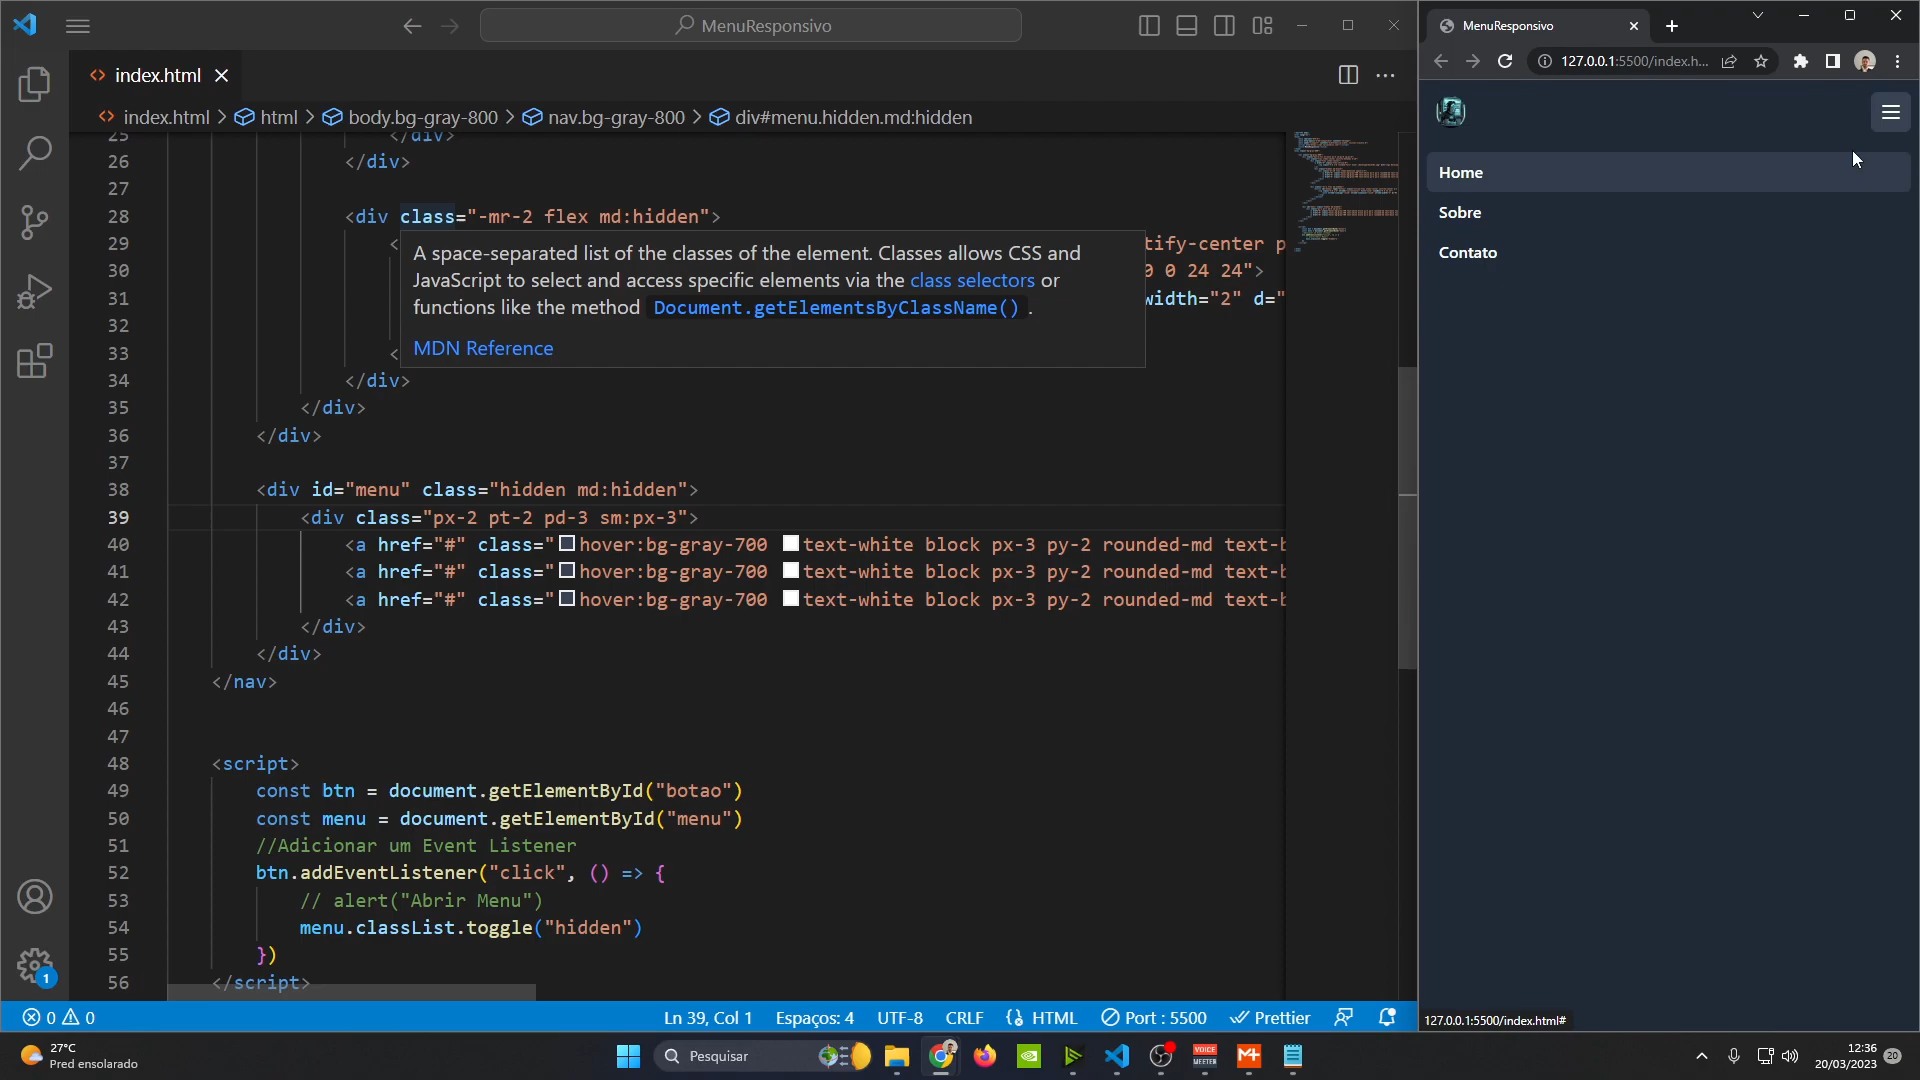 MenuResponsivo
index.html
index.html > html > body.bg-gray-800 > nav.bg-gray-800 > div#menu.hidden.md:hidden
25 </div>
26 </div>
27
28 <div class="-mr-2 flex md:hidden">
29 < tify-center p
30 0 0 24 24">
31 width="2" d="
32
33 <
34 </div>
35 </div>
36 </div>
37
38 <div id="menu" class="hidden md:hidden">
39 <div class="px-2 pt-2 pd-3 sm:px-3">
40 <a href="#" class="hover:bg-gray-700 text-white block px-3 py-2 rounded-md text-b
41 <a href="#" class="hover:bg-gray-700 text-white block px-3 py-2 rounded-md text-b
42 <a href="#" class="hover:bg-gray-700 text-white block px-3 py-2 rounded-md text-b
43 </div>
44 </div>
45 </nav>
46
47
48 <script>
49 const btn = document.getElementById("botao")
50 const menu = document.getElementById("menu")
51 //Adicionar um Event Listener
52 btn.addEventListener("click", () => {
53 // alert("Abrir Menu")
54 menu.classList.toggle("hidden")
55 })
56 </script>
A space-separated list of the classes of the element. Classes allows CSS and
JavaScript to select and access specific elements via the class selectors or
functions like the method Document.getElementsByClassName() .
MDN Reference
1
0 0
Ln 39, Col 1 Espaços: 4 UTF-8 CRLF HTML Port : 5500 Prettier
MenuResponsivo
127.0.0.1:5500/index.h...
Home
Sobre
Contato
127.0.0.1:5500/index.html#
27°C
Pred ensolarado
Pesquisar
VOICE
MEETER
12:36
20/03/2023
20